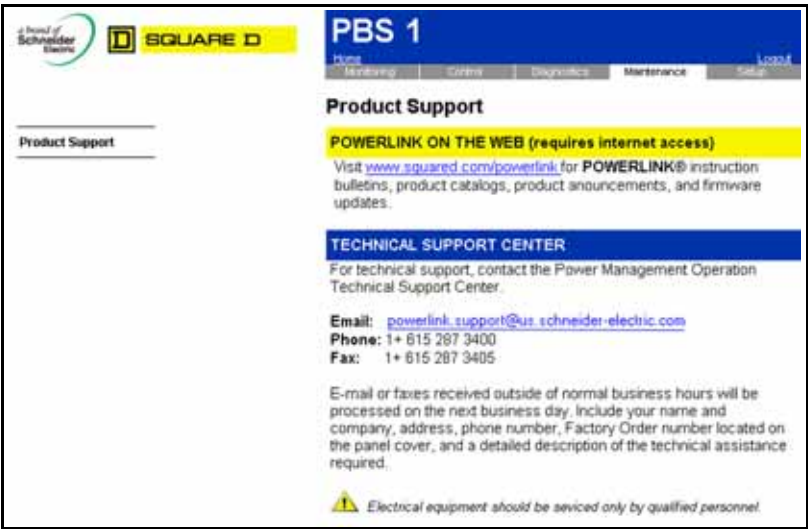 a brand of
Schneider
Electric
D SQUARE D
PBS 1
Home
Logout
Monitoring
Control
Diagnostics
Maintenance
Setup
Product Support
Product Support
POWERLINK ON THE WEB (requires internet access)
Visit www.squared.com/powerlink for POWERLINK® instruction
bulletins, product catalogs, product anouncements, and firmware
updates.
TECHNICAL SUPPORT CENTER
For technical support, contact the Power Management Operation
Technical Support Center.
Email: powerlink.support@us.schneider-electric.com
Phone: 1+ 615 287 3400
Fax: 1+ 615 287 3405
E-mail or faxes received outside of normal business hours will be
processed on the next business day. Include your name and
company, address, phone number, Factory Order number located on
the panel cover, and a detailed description of the technical assistance
required.
Electrical equipment should be seviced only by qualified personnel.